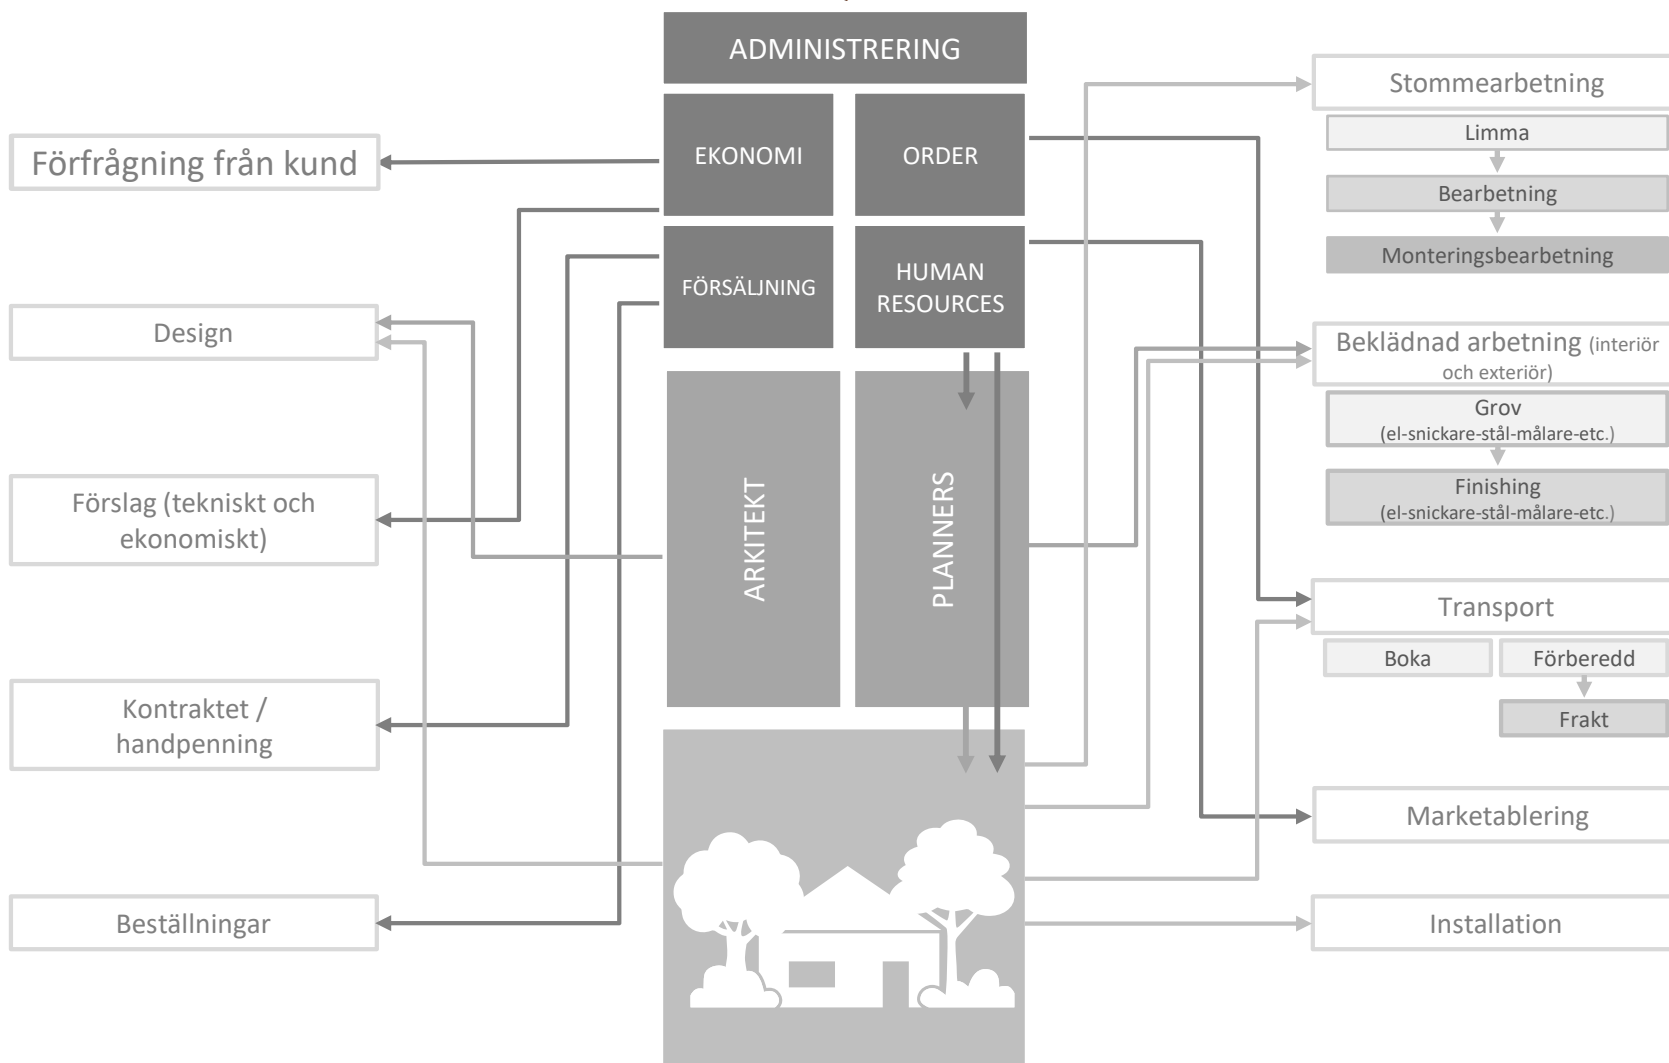 ADMINISTRERING
EKONOMI
ORDER
FÖRSÄLJNING
HUMAN
RESOURCES
ARKITEKT
PLANNERS
Förfrågning från kund
Design
Förslag (tekniskt och
ekonomiskt)
Kontraktet /
handpenning
Beställningar
Stommearbetning
Limma
Bearbetning
Monteringsbearbetning
Beklädnad arbetning (interiör
och exteriör)
Grov
(el-snickare-stål-målare-etc.)
Finishing
(el-snickare-stål-målare-etc.)
Transport
Boka
Förberedd
Frakt
Marketablering
Installation